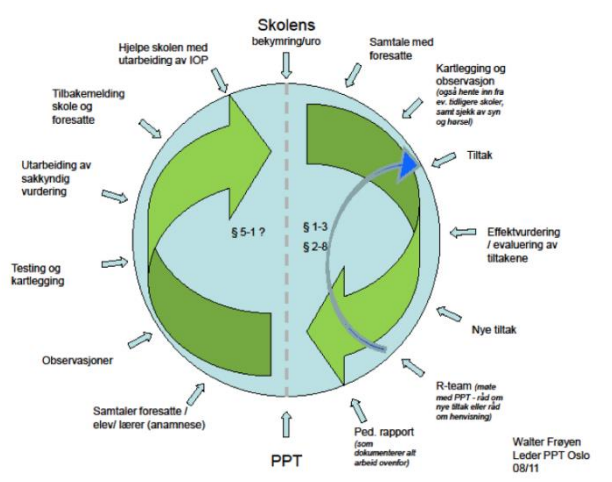 Skolens
bekymring/uro
Samtale med
foresatte
Kartlegging og
observasjon
(også hente inn fra
ev. tidligere skoler,
samt sjekk av syn
og hørsel)
Tiltak
Effektvurdering
/ evaluering av
tiltakene
Nye tiltak
R-team (møte
med PPT - råd om
nye tiltak eller råd
om henvisning)
Ped. rapport
(som
dokumenterer alt
arbeid ovenfor)
PPT
Samtaler foresatte /
elev/ lærer (anamnese)
Observasjoner
Testing og
kartlegging
Utarbeiding av
sakkyndig
vurdering
Tilbakemelding
skole og
foresatte
Hjelpe skolen med
utarbeiding av IOP
§ 5-1 ?
§ 1-3
§ 2-8
Walter Frøyen
Leder PPT Oslo
08/11